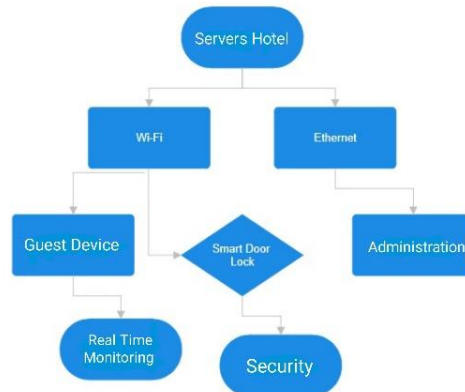 Servers Hotel
Wi-Fi
Ethernet
Guest Device
Smart Door
Lock
Administration
Real Time
Monitoring
Security